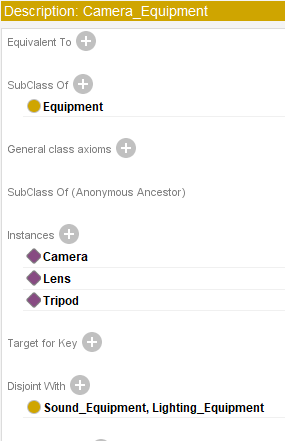 Description: Camera_Equipment
Equivalent To
SubClass Of
Equipment
General class axioms
SubClass Of (Anonymous Ancestor)
Instances
Camera
Lens
Tripod
Target for Key
Disjoint With
Sound_Equipment, Lighting_Equipment